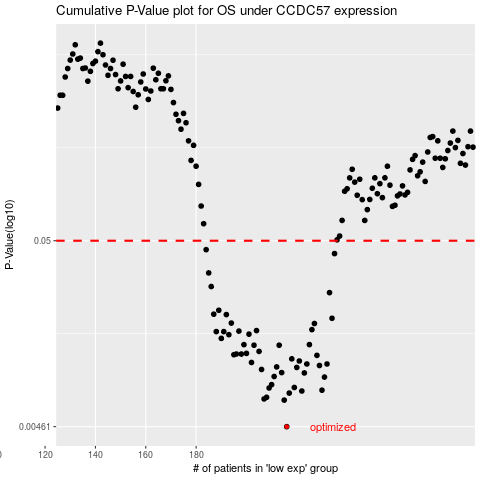 Cumulative P-Value plot for OS under CCDC57 expression
P-Value(log10)
0.05
0.00461
optimized
0 120 140 160 180
# of patients in 'low exp' group